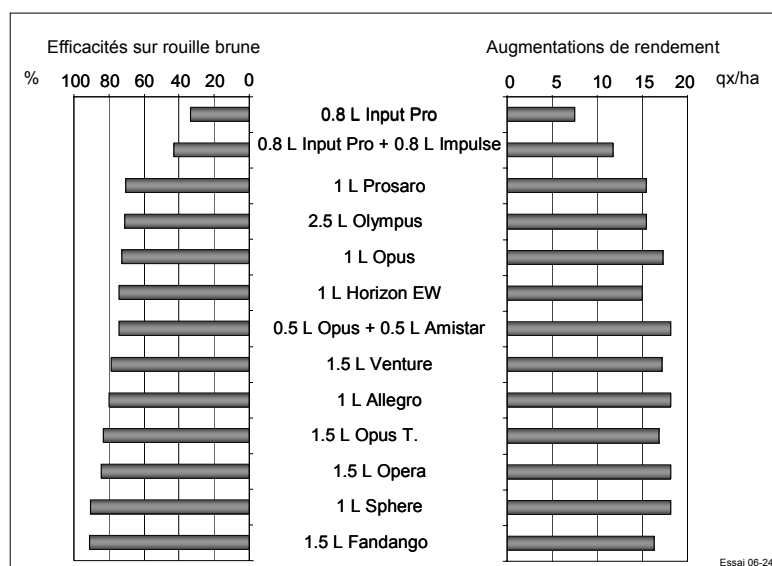 Efficacités sur rouille brune
Augmentations de rendement
% 100 80 60 40 20 0
0 5 10 15 20 qx/ha
0.8 L Input Pro
0.8 L Input Pro + 0.8 L Impulse
1 L Prosaro
2.5 L Olympus
1 L Opus
1 L Horizon EW
0.5 L Opus + 0.5 L Amistar
1.5 L Venture
1 L Allegro
1.5 L Opus T.
1.5 L Opera
1 L Sphere
1.5 L Fandango
Essai 06-24